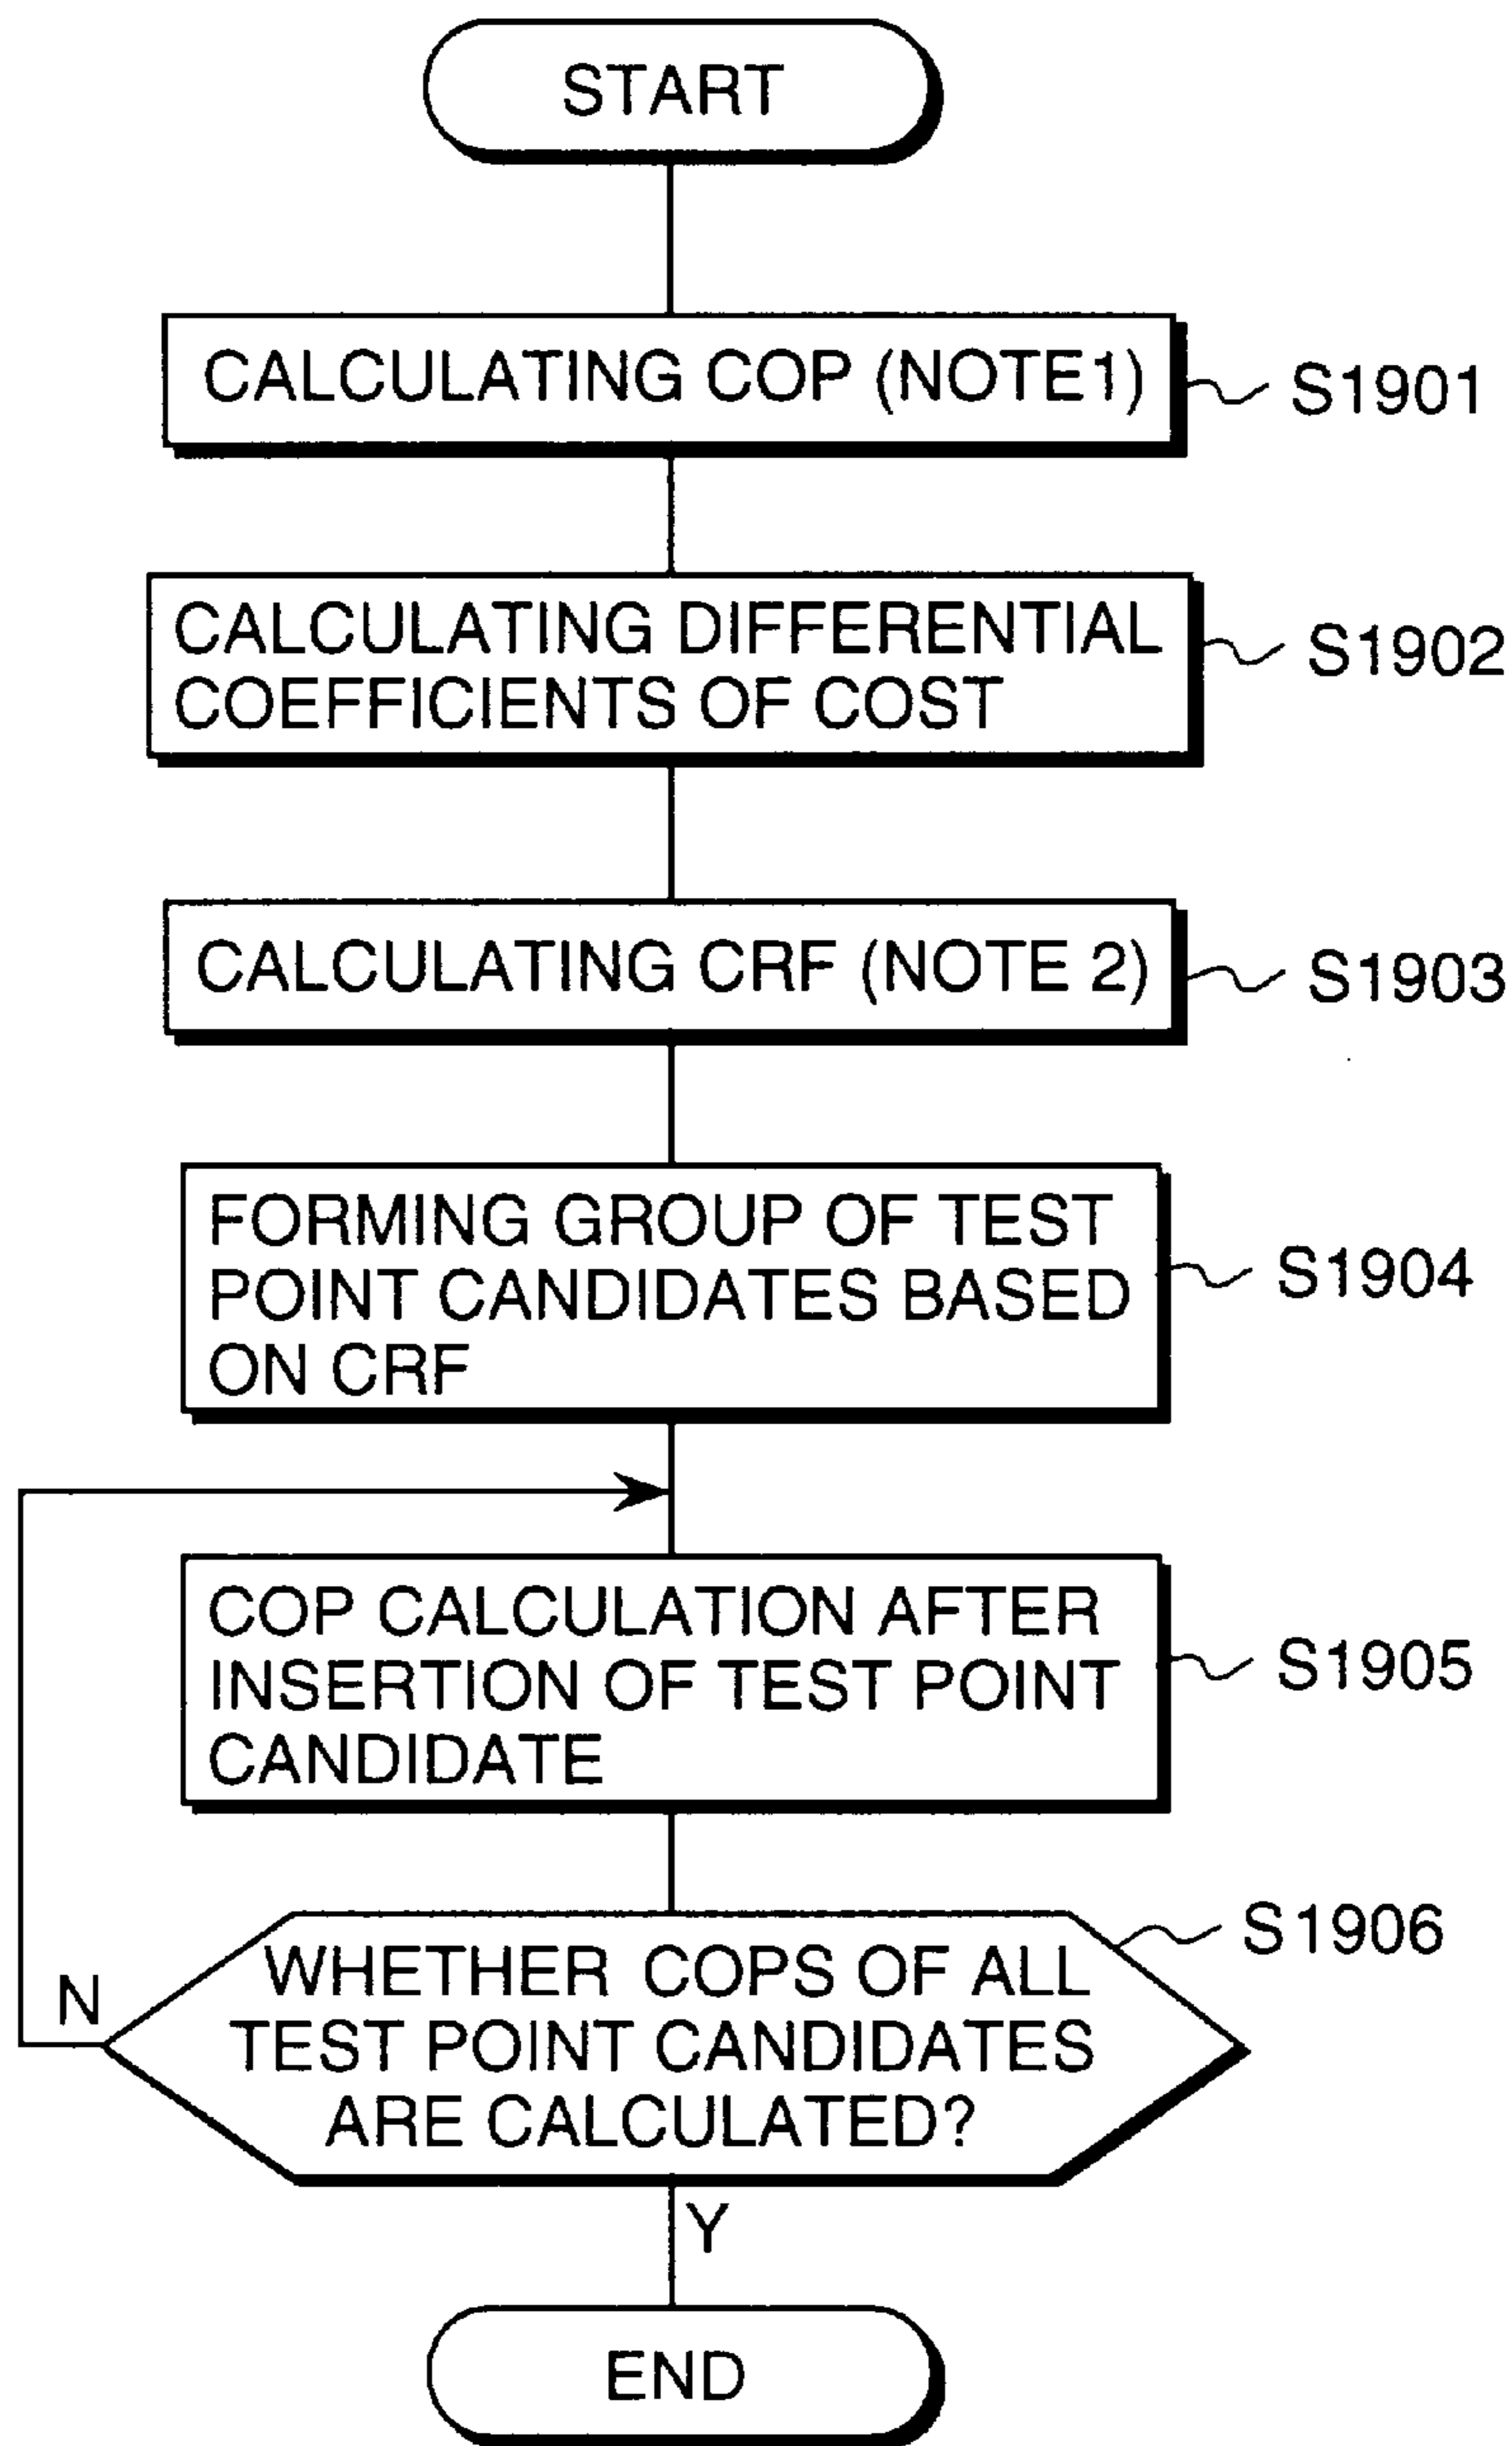 START
CALCULATING COP (NOTE1)
S1901
CALCULATING DIFFERENTIAL
COEFFICIENTS OF COST
S1902
CALCULATING CRF (NOTE 2)
S1903
FORMING GROUP OF TEST
POINT CANDIDATES BASED
ON CRF
S1904
COP CALCULATION AFTER
INSERTION OF TEST POINT
CANDIDATE
S1905
WHETHER COPS OF ALL
TEST POINT CANDIDATES
ARE CALCULATED?
S1906
N
Y
END